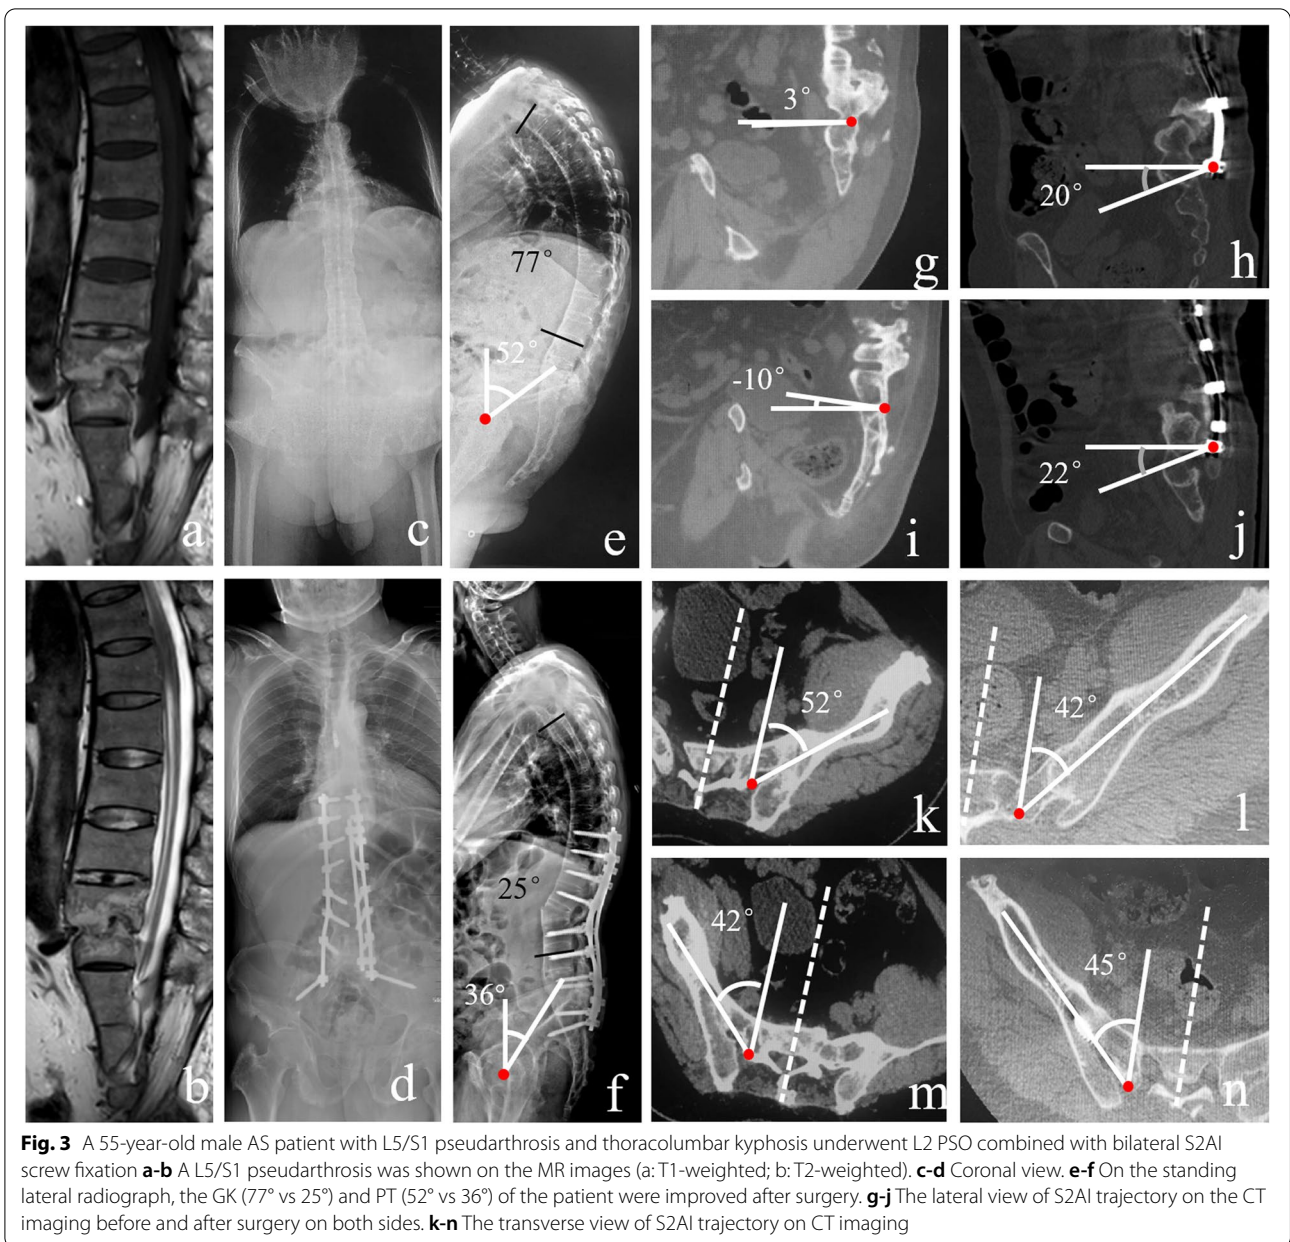 a
c
77°
52°
e
3°
g
20°
h
-10°
i
22°
j
b
d
25°
36°
f
52°
k
42°
l
42°
m
45°
n
Fig. 3 A 55-year-old male AS patient with L5/S1 pseudarthrosis and thoracolumbar kyphosis underwent L2 PSO combined with bilateral S2AI
screw fixation a-b A L5/S1 pseudarthrosis was shown on the MR images (a: T1-weighted; b: T2-weighted). c-d Coronal view. e-f On the standing
lateral radiograph, the GK (77° vs 25°) and PT (52° vs 36°) of the patient were improved after surgery. g-j The lateral view of S2AI trajectory on the CT
imaging before and after surgery on both sides. k-n The transverse view of S2AI trajectory on CT imaging